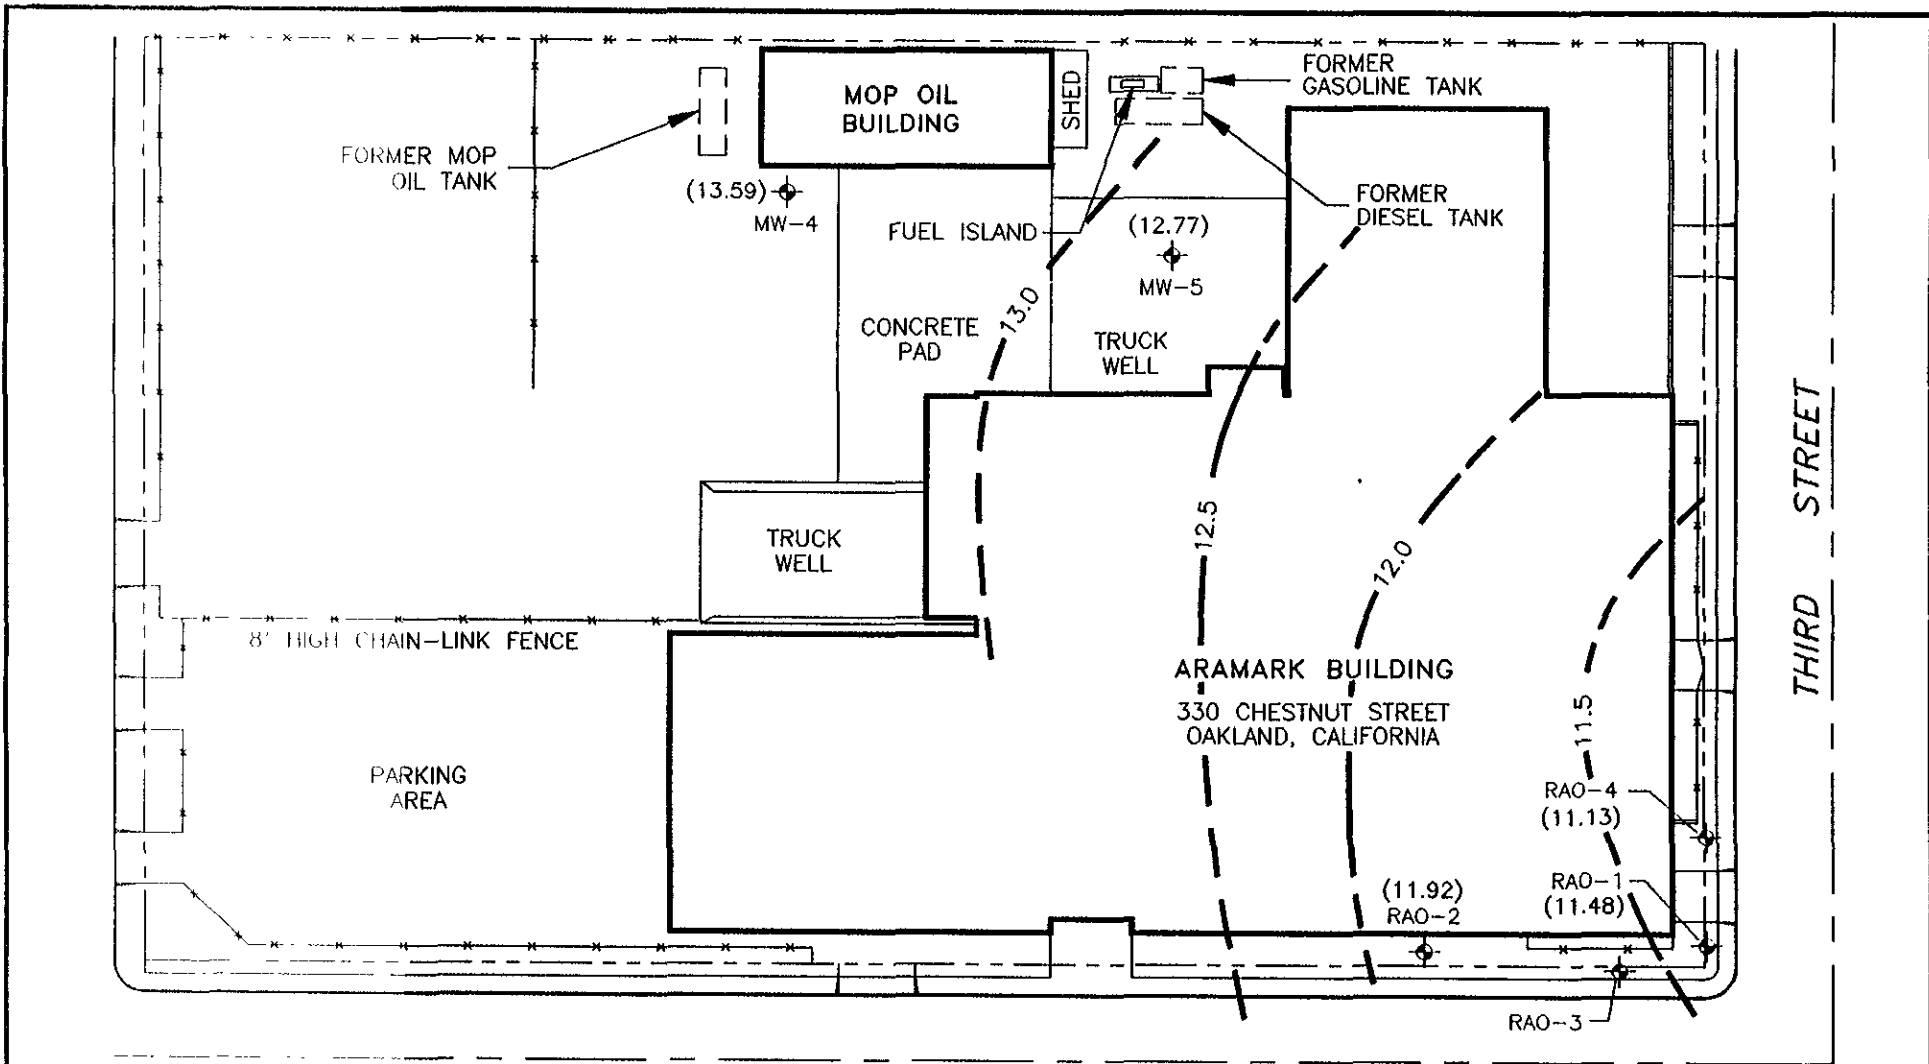 FORMER
GASOLINE TANK
MOP OIL
BUILDING
SHED
FORMER MOP
OIL TANK
(13.59)
MW-4
FUEL ISLAND
(12.77)
MW-5
FORMER
DIESEL TANK
13.0
CONCRETE
PAD
TRUCK
WELL
THIRD STREET
12.5
12.0
TRUCK
WELL
8' HIGH CHAIN-LINK FENCE
ARAMARK BUILDING
330 CHESTNUT STREET
OAKLAND, CALIFORNIA
11.5
PARKING
AREA
RAO-4
(11.13)
RAO-1
(11.48)
(11.92)
RAO-2
RAO-3